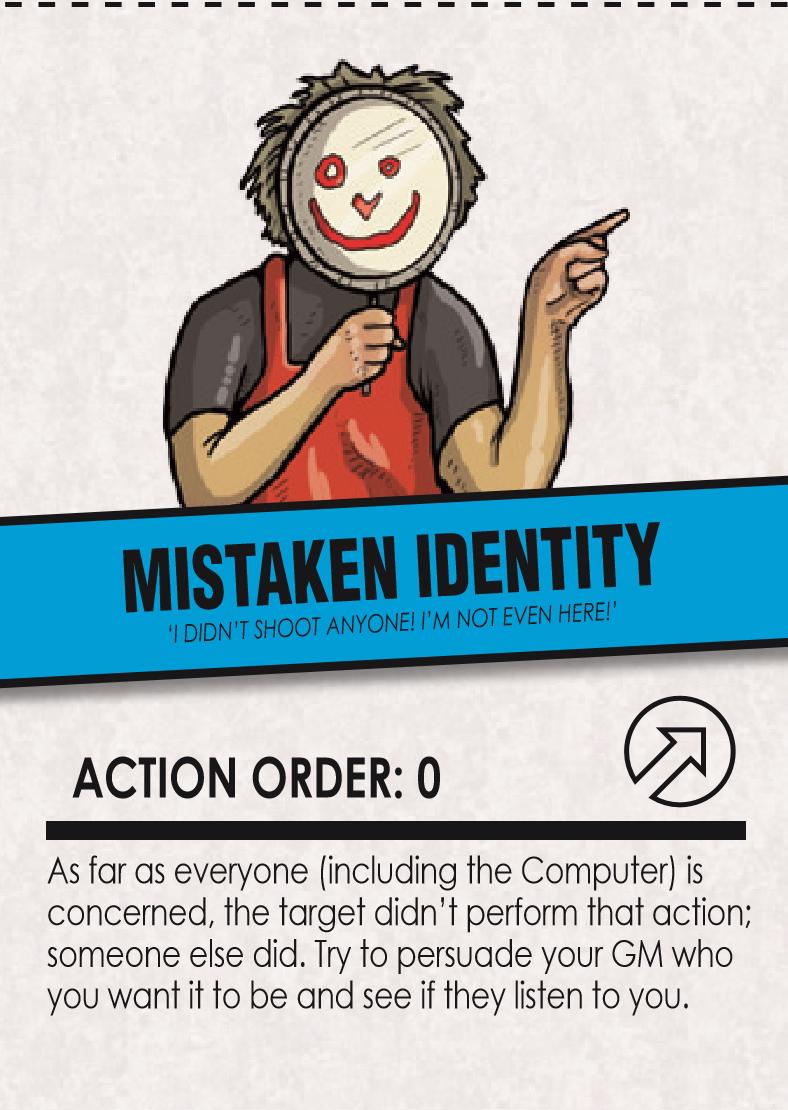 MISTAKEN IDENTITY
‘I DIDN’T SHOOT ANYONE! I’M NOT EVEN HERE!’
ACTION ORDER: 0
As far as everyone (including the Computer) is
concerned, the target didn’t perform that action;
someone else did. Try to persuade your GM who
you want it to be and see if they listen to you.